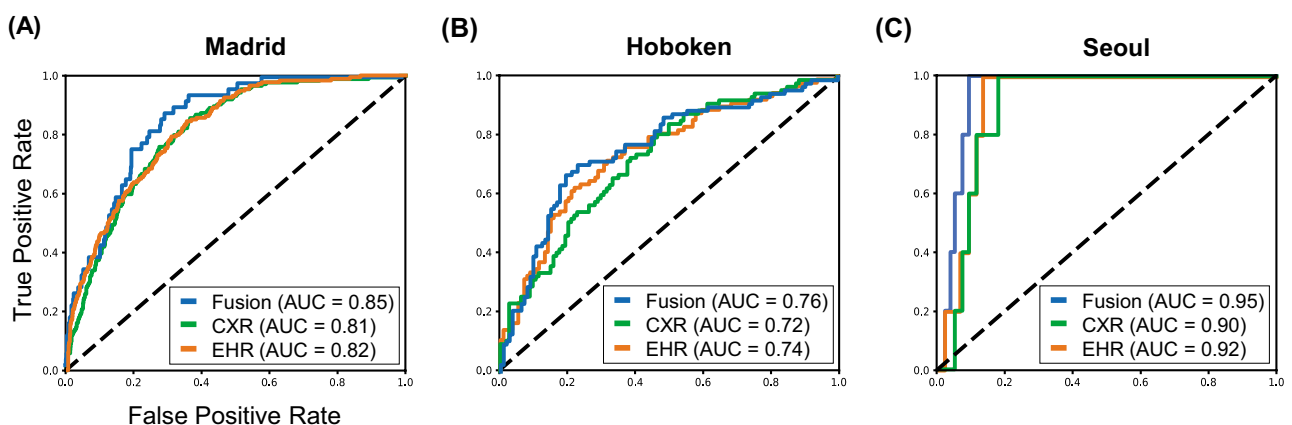 (A)
Madrid
True Positive Rate
1.0
0.8
0.6
0.4
0.2
0.0
Fusion (AUC = 0.85)
CXR (AUC = 0.81)
EHR (AUC = 0.82)
0.0 0.2 0.4 0.6 0.8 1.0
False Positive Rate
(B)
Hoboken
1.0
0.8
0.6
0.4
0.2
0.0
Fusion (AUC = 0.76)
CXR (AUC = 0.72)
EHR (AUC = 0.74)
0.0 0.2 0.4 0.6 0.8 1.0
(C)
Seoul
1.0
0.8
0.6
0.4
0.2
0.0
Fusion (AUC = 0.95)
CXR (AUC = 0.90)
EHR (AUC = 0.92)
0.0 0.2 0.4 0.6 0.8 1.0